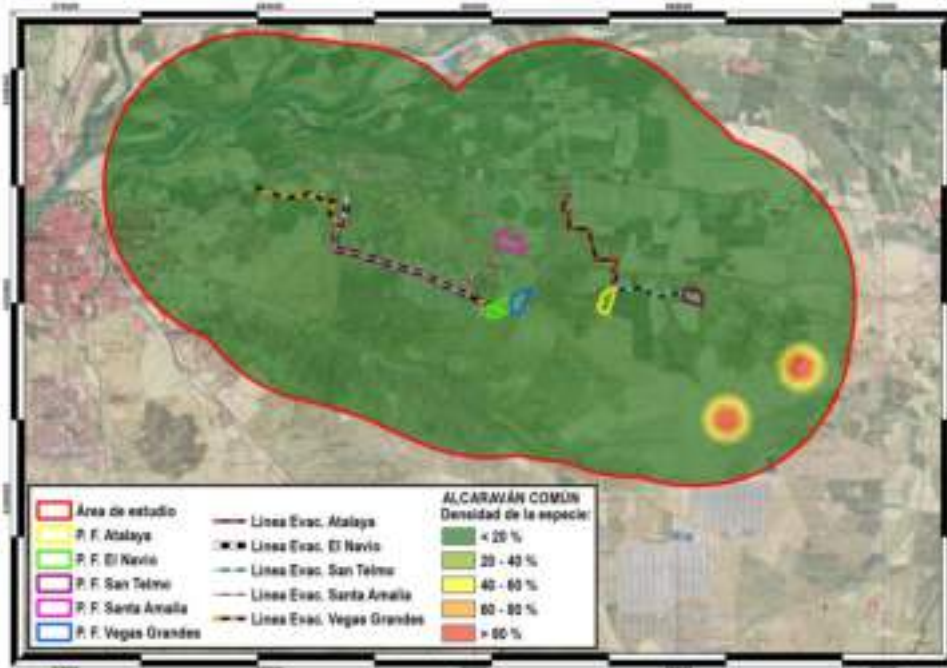 Área de estudio
P. F. Atalaya
P. F. El Navío
P. F. San Telmo
P. F. Santa Amalia
P. F. Vegas Grandes
Línea Evac. Atalaya
Línea Evac. El Navío
Línea Evac. San Telmo
Línea Evac. Santa Amalia
Línea Evac. Vegas Grandes
ALCARAVÁN COMÚN
Densidad de la especie:
< 20 %
20 - 40 %
40 - 60 %
60 - 80 %
> 80 %